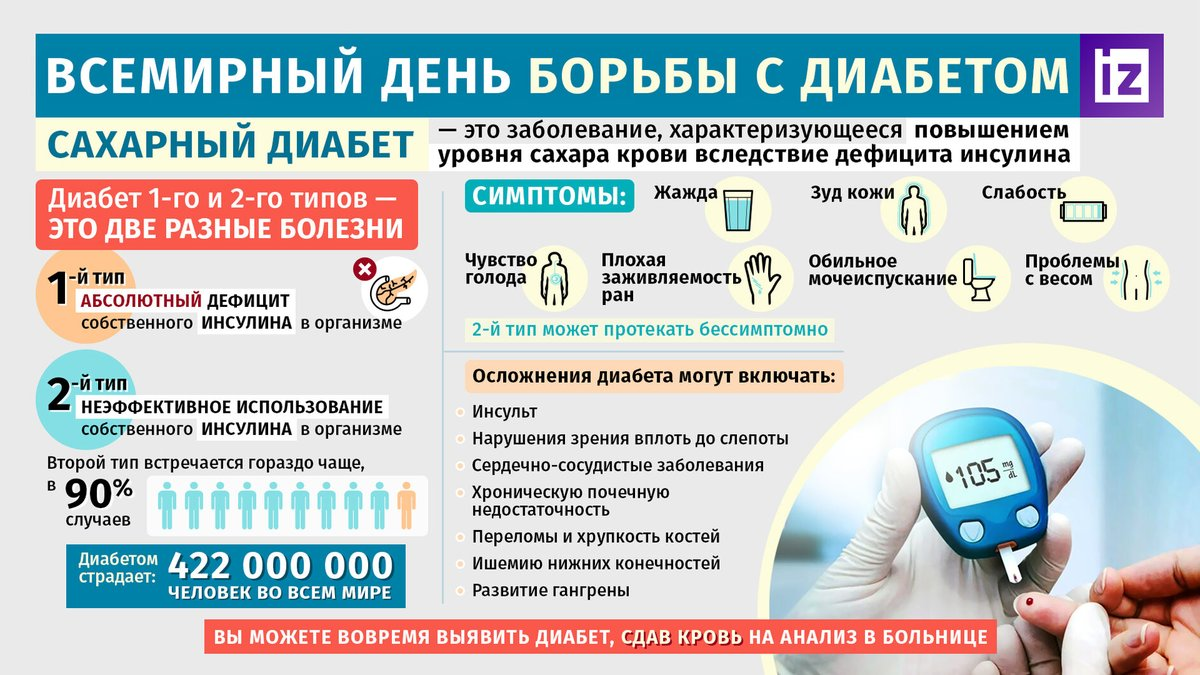 ВСЕМИРНЫЙ ДЕНЬ БОРЬБЫ С ДИАБЕТОМ
iz
САХАРНЫЙ ДИАБЕТ
— это заболевание, характеризующееся повышением
уровня сахара крови вследствие дефицита инсулина
Диабет 1-го и 2-го типов —
ЭТО ДВЕ РАЗНЫЕ БОЛЕЗНИ
1-й тип
АБСОЛЮТНЫЙ ДЕФИЦИТ
собственного ИНСУЛИНА в организме
2-й тип
НЕЭФФЕКТИВНОЕ ИСПОЛЬЗОВАНИЕ
собственного ИНСУЛИНА в организме
Второй тип встречается гораздо чаще,
в 90%
случаев
Диабетом
страдает:
422 000 000
ЧЕЛОВЕК ВО ВСЕМ МИРЕ
СИМПТОМЫ:
Жажда
Зуд кожи
Слабость
Чувство
голода
Плохая
заживляемость
ран
Обильное
мочеиспускание
Проблемы
с весом
2-й тип может протекать бессимптомно
Осложнения диабета могут включать:
Инсульт
Нарушения зрения вплоть до слепоты
Сердечно-сосудистые заболевания
Хроническую почечную
недостаточность
Переломы и хрупкость костей
Ишемию нижних конечностей
Развитие гангрены
105 mg/dL
ВЫ МОЖЕТЕ ВОВРЕМЯ ВЫЯВИТЬ ДИАБЕТ, СДАВ КРОВЬ НА АНАЛИЗ В БОЛЬНИЦЕ